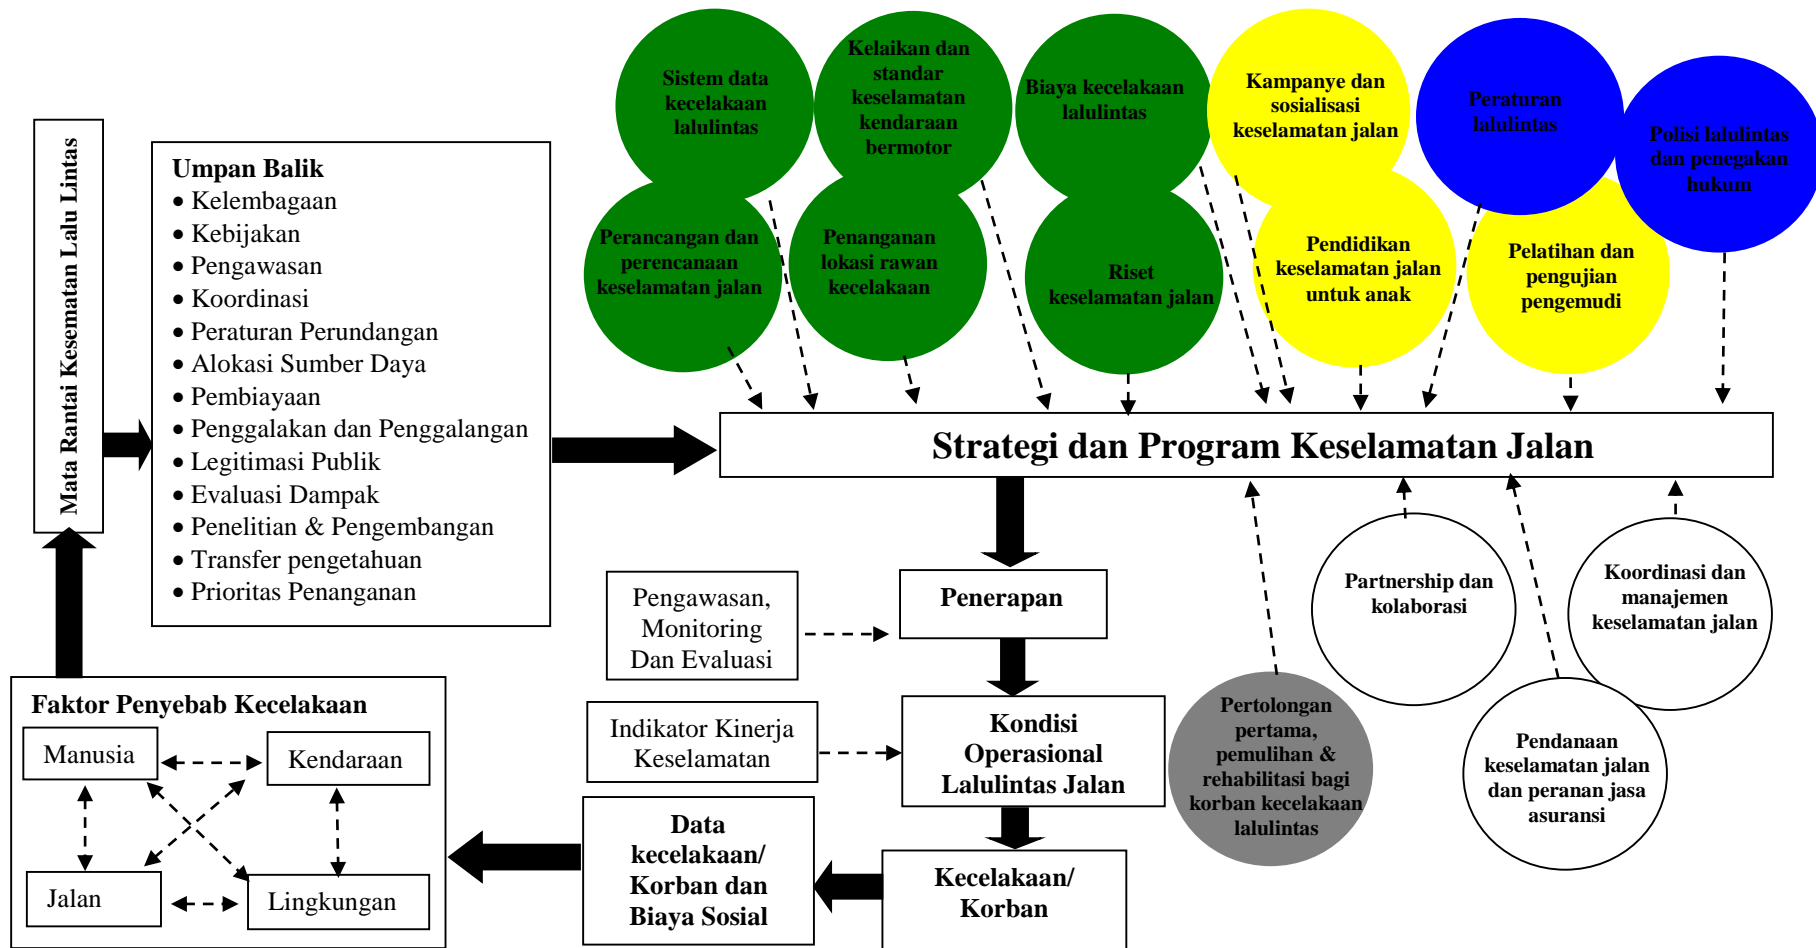 Sistem data
kecelakaan
lalulintas
Kelaikan dan
standar
keselamatan
kendaraan
bermotor
Biaya kecelakaan
lalulintas
Kampanye dan
sosialisasi
keselamatan jalan
Peraturan
lalulintas
Polisi lalulintas
dan penegakan
hukum
Perancangan dan
perencanaan
keselamatan jalan
Penanganan
lokasi rawan
kecelakaan
Riset
keselamatan jalan
Pendidikan
keselamatan jalan
untuk anak
Pelatihan dan
pengujian
pengemudi
Mata Rantai Kesematan Lalu Lintas
Umpan Balik
• Kelembagaan
• Kebijakan
• Pengawasan
• Koordinasi
• Peraturan Perundangan
• Alokasi Sumber Daya
• Pembiayaan
• Penggalakan dan Penggalangan
• Legitimasi Publik
• Evaluasi Dampak
• Penelitian & Pengembangan
• Transfer pengetahuan
• Prioritas Penanganan
Strategi dan Program Keselamatan Jalan
Pengawasan,
Monitoring
Dan Evaluasi
Penerapan
Partnership dan
kolaborasi
Koordinasi dan
manajemen
keselamatan jalan
Indikator Kinerja
Keselamatan
Kondisi
Operasional
Lalulintas Jalan
Pertolongan
pertama,
pemulihan &
rehabilitasi bagi
korban kecelakaan
lalulintas
Pendanaan
keselamatan jalan
dan peranan jasa
asuransi
Faktor Penyebab Kecelakaan
Manusia
Kendaraan
Jalan
Lingkungan
Data
kecelakaan/
Korban dan
Biaya Sosial
Kecelakaan/
Korban